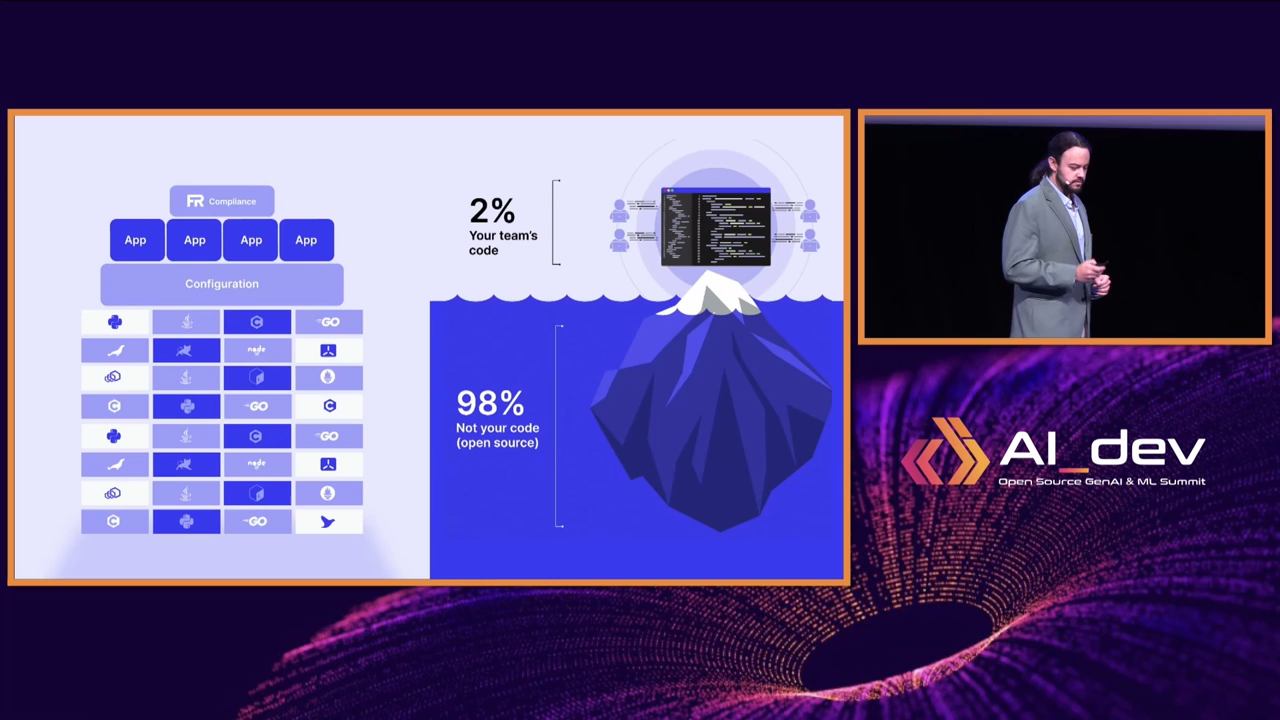 FR Compliance
App App App App
Configuration
GO
node
GO
GO
node
GO
2%
Your team's
code
98%
Not your code
(open source)
AI_dev
Open Source GenAI & ML Summit